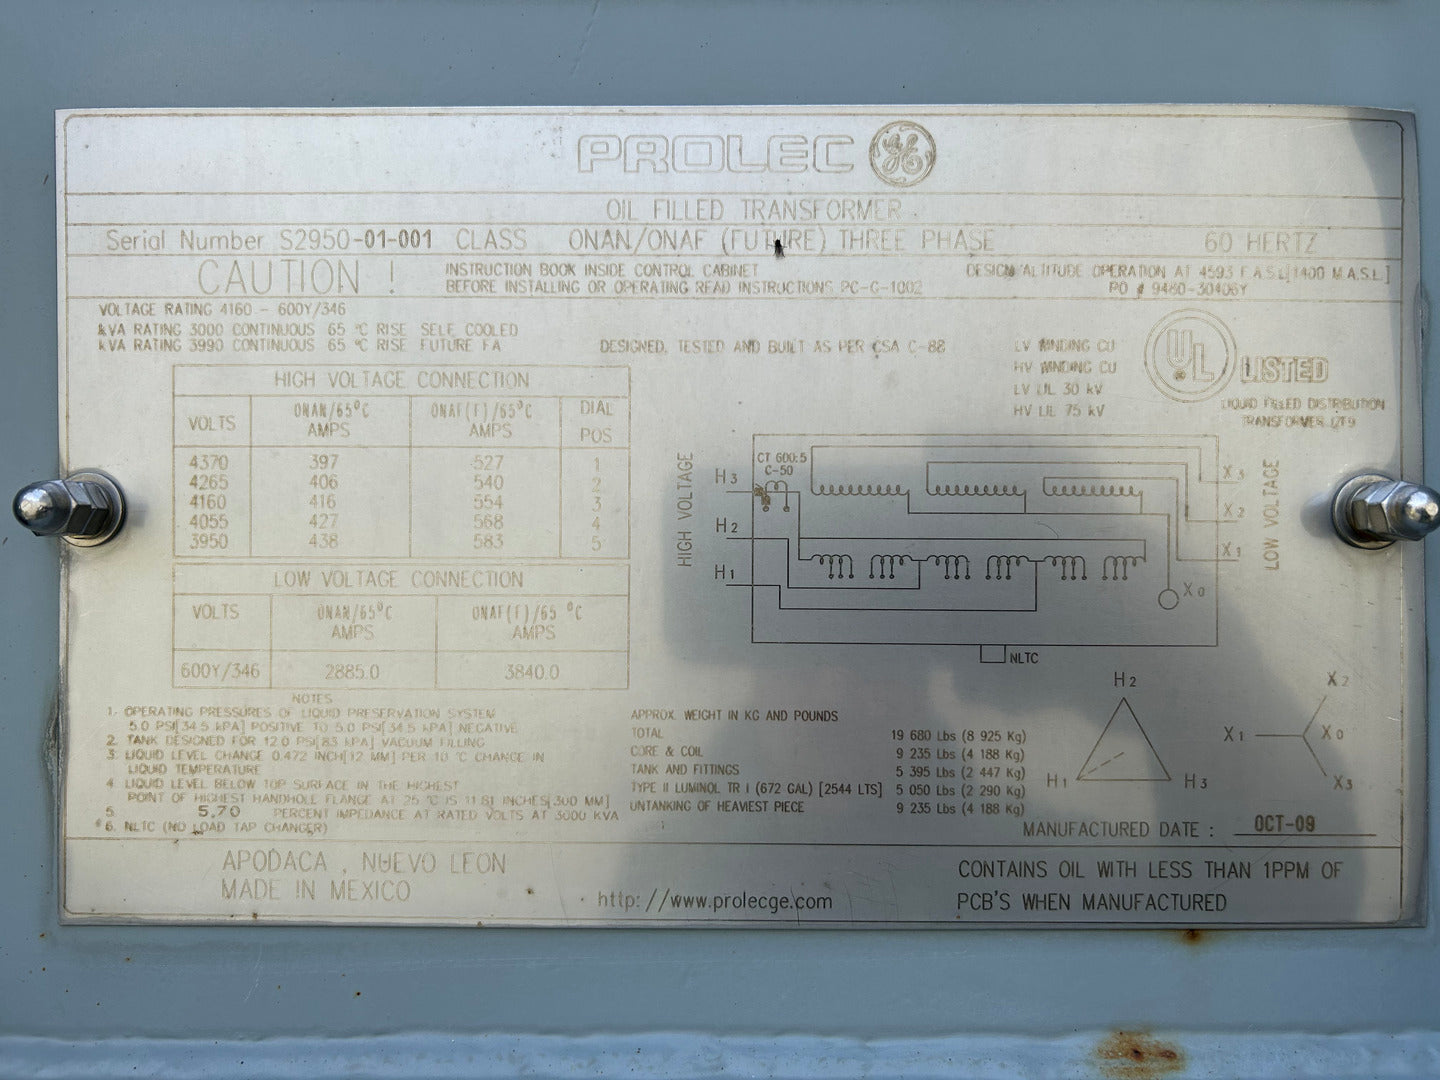 PROLEC GE
OIL FILLED TRANSFORMER
Serial Number S2950-01-001 CLASS ONAN/ONAF (FUTURE) THREE PHASE 60 HERTZ
CAUTION !
INSTRUCTION BOOK INSIDE CONTROL CABINET
BEFORE INSTALLING OR OPERATING READ INSTRUCTIONS PC-G-1002
DESIGN ALTITUDE OPERATION AT 4593 F.A.S.L[1400 M.A.S.L]
PO # 9460-30406Y
VOLTAGE RATING 4160 - 600Y/346
kVA RATING 3000 CONTINUOUS 65 °C RISE SELF COOLED
kVA RATING 3990 CONTINUOUS 65 °C RISE FUTURE FA
DESIGNED, TESTED AND BUILT AS PER CSA C-88
LV WINDING CU
HV WINDING CU
LV LIL 30 kV
HV LIL 75 kV
UL LISTED
LIQUID FILLED DISTRIBUTION
TRANSFORMER
HIGH VOLTAGE CONNECTION
VOLTS ONAN/65°C AMPS ONAF(F)/65°C AMPS DIAL POS
4370 397 527 1
4265 406 540 2
4160 416 554 3
4055 427 568 4
3950 438 583 5
LOW VOLTAGE CONNECTION
VOLTS ONAN/65°C AMPS ONAF(F)/65 °C AMPS
600Y/346 2885.0 3840.0
HIGH VOLTAGE
H3
H2
H1
CT 600:5
C-50
X3
X2
X1
X0
LOW VOLTAGE
NLTC
NOTES
1. OPERATING PRESSURES OF LIQUID PRESERVATION SYSTEM
5.0 PSI[34.5 kPA] POSITIVE TO 5.0 PSI[34.5 kPA] NEGATIVE
2. TANK DESIGNED FOR 12.0 PSI[83 kPA] VACUUM FILLING
3. LIQUID LEVEL CHANGE 0.472 INCH[12 MM] PER 10 °C CHANGE IN
LIQUID TEMPERATURE
4 LIQUID LEVEL BELOW TOP SURFACE IN THE HIGHEST
POINT OF HIGHEST HANDHOLE FLANGE AT 25 °C IS 11.81 INCHES[300 MM]
5. 5.70 PERCENT IMPEDANCE AT RATED VOLTS AT 3000 KVA
6. NLTC (NO LOAD TAP CHANGER)
APPROX. WEIGHT IN KG AND POUNDS
TOTAL 19 680 Lbs (8 925 Kg)
CORE & COIL 9 235 Lbs (4 188 Kg)
TANK AND FITTINGS 5 395 Lbs (2 447 Kg)
TYPE II LUMINOL TR I (672 GAL) [2544 LTS] 5 050 Lbs (2 290 Kg)
UNTANKING OF HEAVIEST PIECE 9 235 Lbs (4 188 Kg)
H2
H1
H3
X2
X1
X0
X3
MANUFACTURED DATE : OCT-09
APODACA , NUEVO LEON
MADE IN MEXICO
http://www.prolecge.com
CONTAINS OIL WITH LESS THAN 1PPM OF
PCB'S WHEN MANUFACTURED